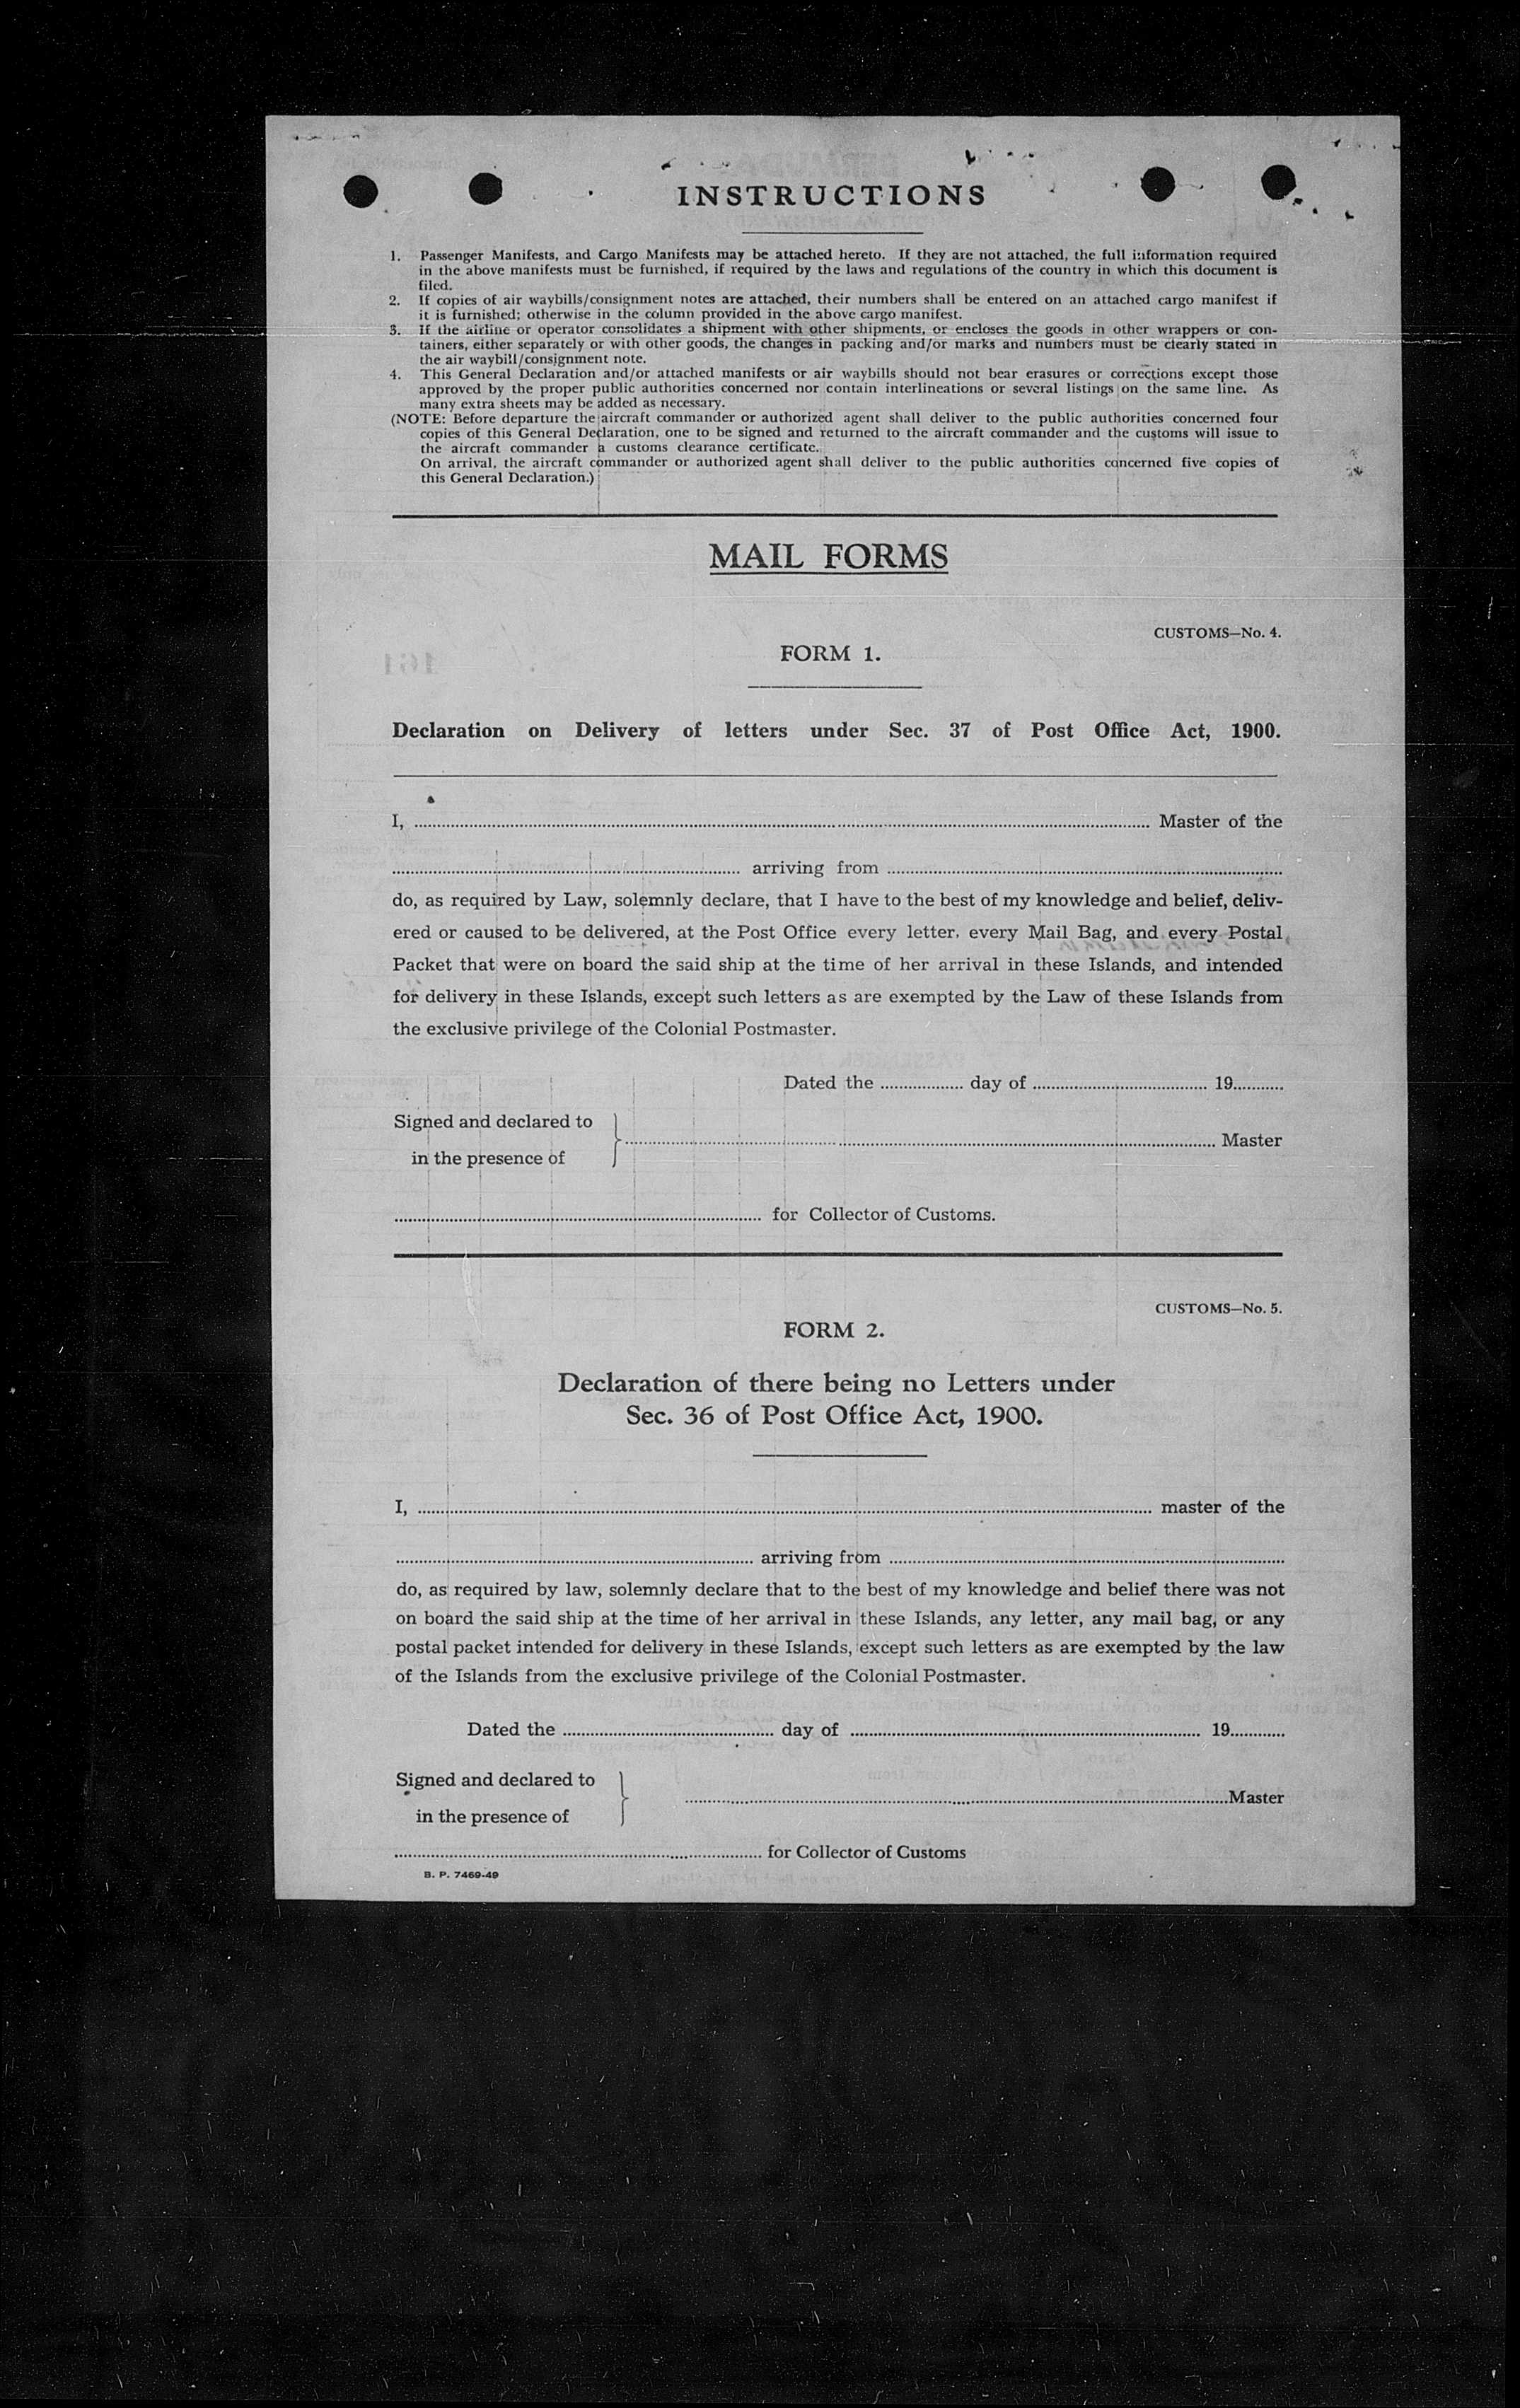 INSTRUCTIONS
1. Passenger Manifests, and Cargo Manifests may be attached hereto. If they are not attached, the full information required
in the above manifests must be furnished, if required by the laws and regulations of the country in which this document is
filed.
2. If copies of air waybills/consignment notes are attached, their numbers shall be entered on an attached cargo manifest if
it is furnished; otherwise in the column provided in the above cargo manifest.
3. If the airline or operator consolidates a shipment with other shipments, or encloses the goods in other wrappers or con-
tainers, either separately or with other goods, the changes in packing and/or marks and numbers must be clearly stated in
the air waybill/consignment note.
4. This General Declaration and/or attached manifests or air waybills should not bear erasures or corrections except those
approved by the proper public authorities concerned nor contain interlineations or several listings on the same line. As
many extra sheets may be added as necessary.
(NOTE: Before departure the aircraft commander or authorized agent shall deliver to the public authorities concerned four
copies of this General Declaration, one to be signed and returned to the aircraft commander and the customs will issue to
the aircraft commander a customs clearance certificate.
On arrival, the aircraft commander or authorized agent shall deliver to the public authorities concerned five copies of
this General Declaration.)
MAIL FORMS
CUSTOMS—No. 4.
FORM 1.
Declaration on Delivery of letters under Sec. 37 of Post Office Act, 1900.
I, .......... Master of the
.......... arriving from ..........
do, as required by Law, solemnly declare, that I have to the best of my knowledge and belief, deliv-
ered or caused to be delivered, at the Post Office every letter, every Mail Bag, and every Postal
Packet that were on board the said ship at the time of her arrival in these Islands, and intended
for delivery in these Islands, except such letters as are exempted by the Law of these Islands from
the exclusive privilege of the Colonial Postmaster.
Dated the .......... day of .......... 19..........
Signed and declared to
.......... Master
in the presence of
.......... for Collector of Customs.
CUSTOMS—No. 5.
FORM 2.
Declaration of there being no Letters under
Sec. 36 of Post Office Act, 1900.
I, .......... master of the
.......... arriving from ..........
do, as required by law, solemnly declare that to the best of my knowledge and belief there was not
on board the said ship at the time of her arrival in these Islands, any letter, any mail bag, or any
postal packet intended for delivery in these Islands, except such letters as are exempted by the law
of the Islands from the exclusive privilege of the Colonial Postmaster.
Dated the .......... day of .......... 19..........
Signed and declared to
..........Master
in the presence of
.......... for Collector of Customs
B. P. 7469-49